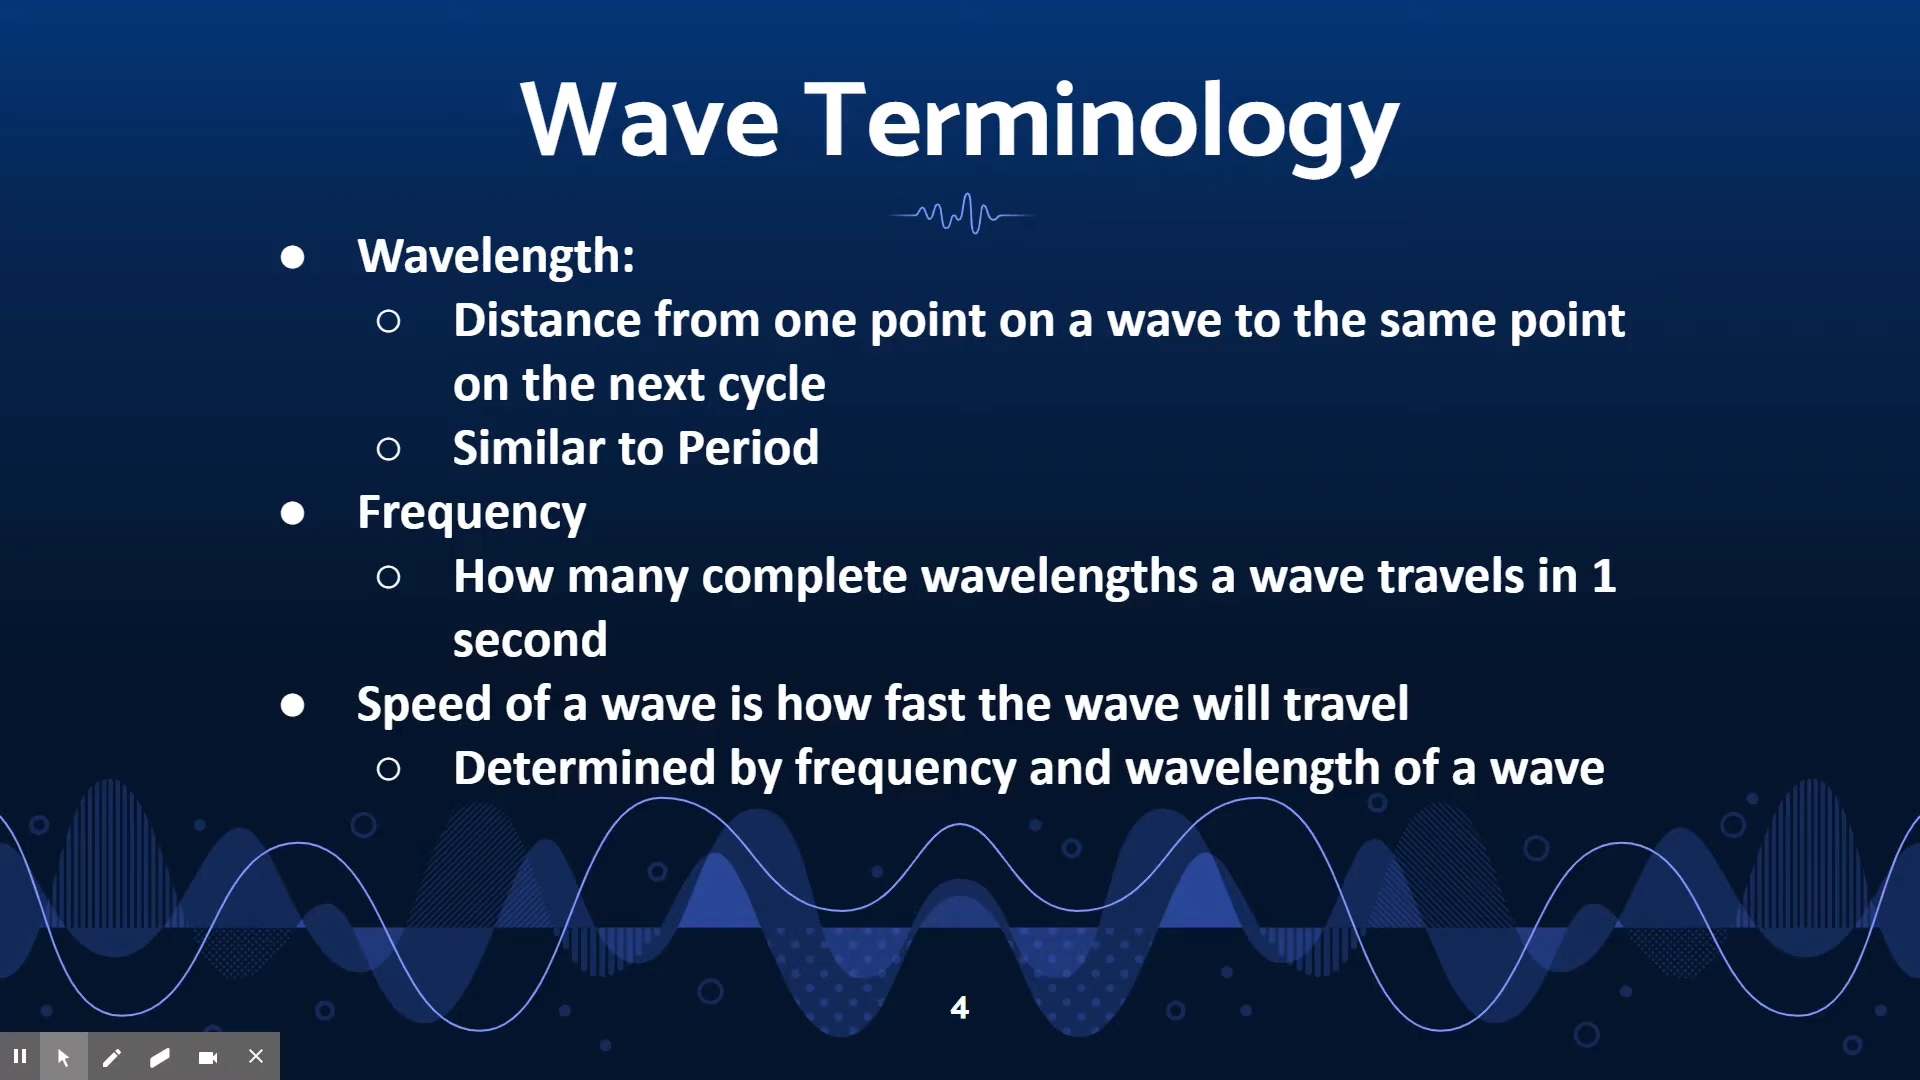 Wave Terminology
● Wavelength:
○ Distance from one point on a wave to the same point
on the next cycle
○ Similar to Period
● Frequency
○ How many complete wavelengths a wave travels in 1
second
● Speed of a wave is how fast the wave will travel
○ Determined by frequency and wavelength of a wave
4